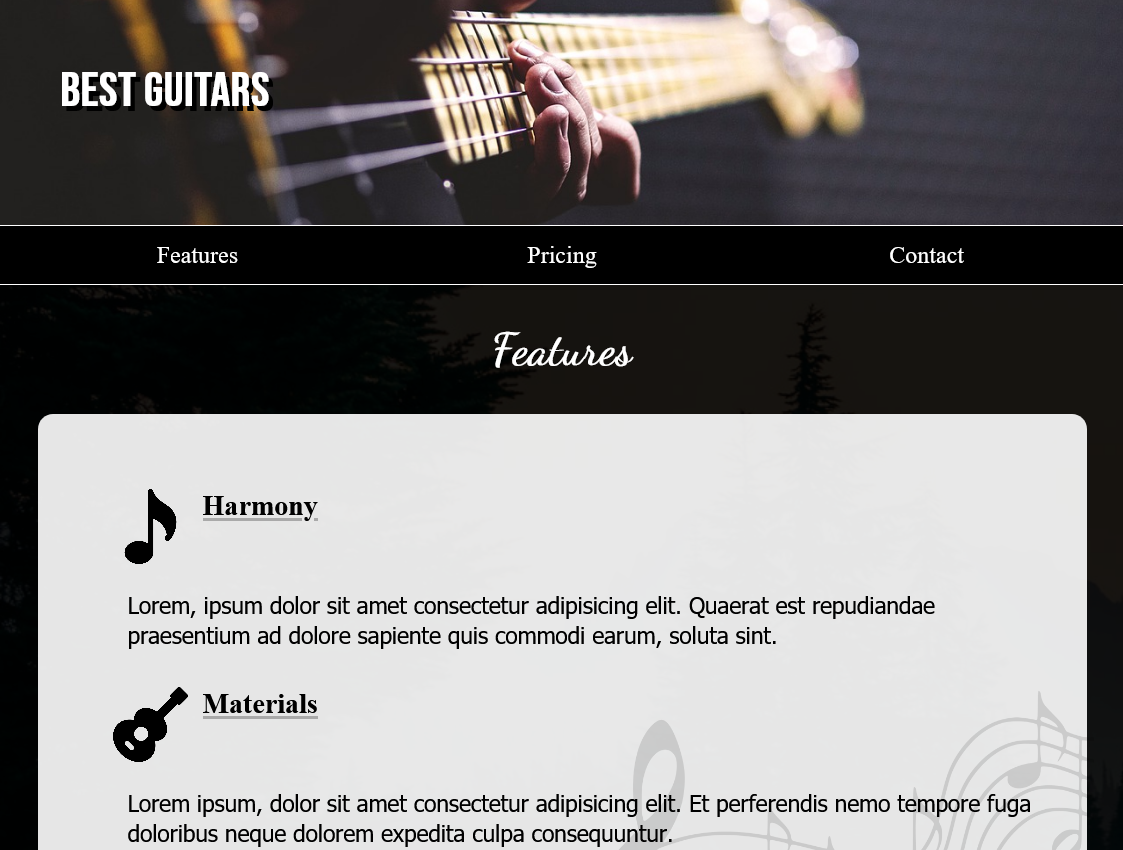 BEST GUITARS
Features
Pricing
Contact
Features
Harmony
Lorem, ipsum dolor sit amet consectetur adipisicing elit. Quaerat est repudiandae
praesentium ad dolore sapiente quis commodi earum, soluta sint.
Materials
Lorem ipsum, dolor sit amet consectetur adipisicing elit. Et perferendis nemo tempore fuga
doloribus neque dolorem expedita culpa consequuntur.